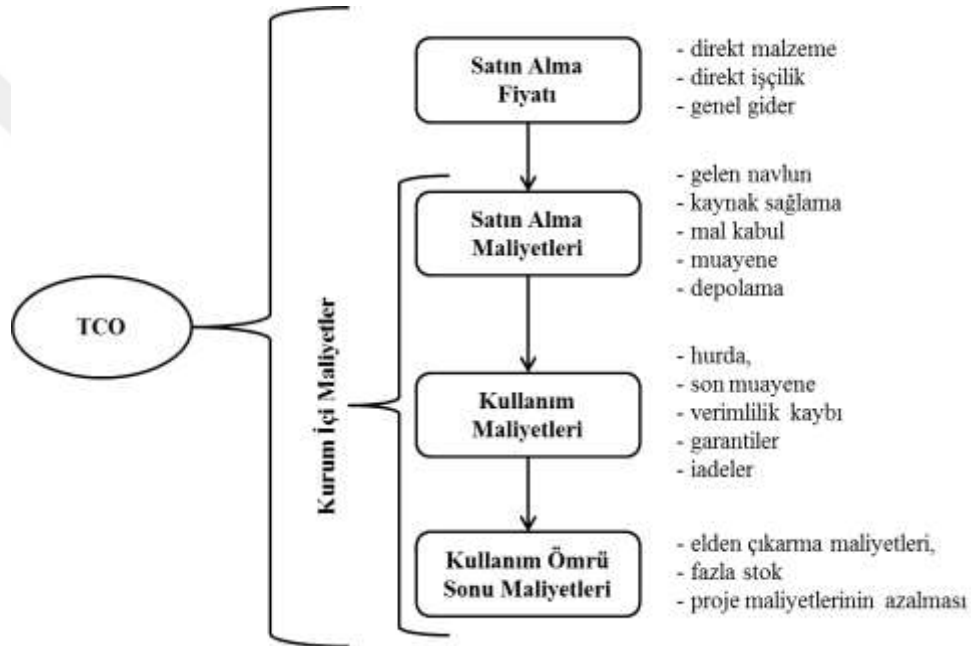 TCO
Kurum İçi Maliyetler
Satın Alma
Fiyatı
- direkt malzeme
- direkt işçilik
- genel gider
Satın Alma
Maliyetleri
- gelen navlun
- kaynak sağlama
- mal kabul
- muayene
- depolama
Kullanım
Maliyetleri
- hurda,
- son muayene
- verimlilik kaybı
- garantiler
- iadeler
Kullanım Ömrü
Sonu Maliyetleri
- elden çıkarma maliyetleri,
- fazla stok
- proje maliyetlerinin azalması